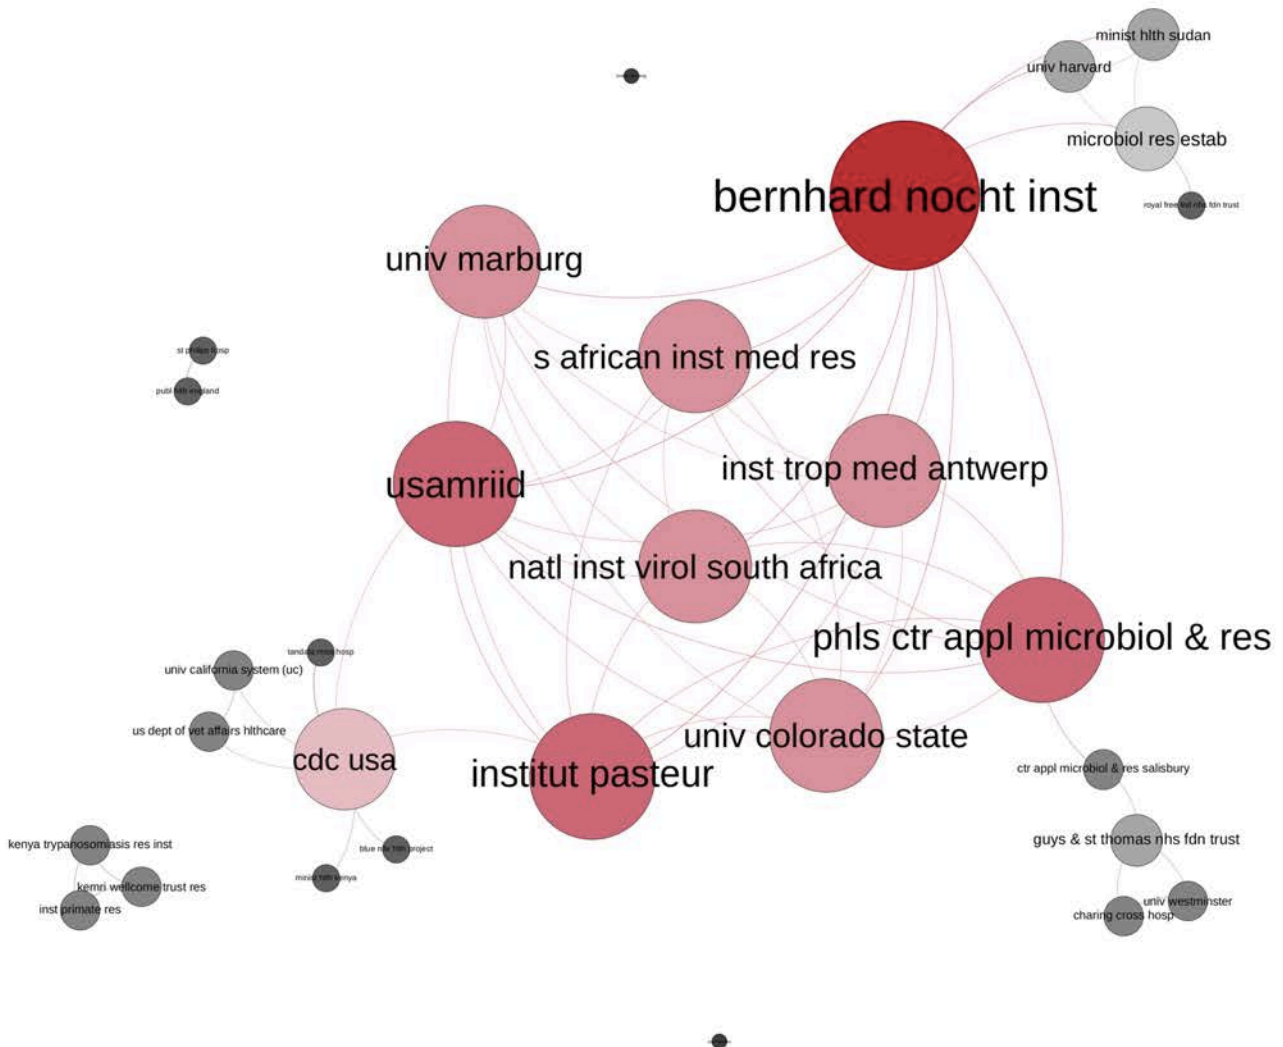 minist hlth sudan
univ harvard
microbiol res estab
bernhard nocht inst
royal free
fdn trust
univ marburg
s african inst med res
inst trop med antwerp
usamriid
natl inst virol south africa
phls ctr appl microbiol & res
univ california system (uc)
us dept of vet affairs hlthcare
cdc usa
institut pasteur
univ colorado state
ctr appl microbiol & res salisbury
guys & st thomas nhs fdn trust
kenya trypanosomiasis res inst
kemri wellcome trust res
inst primate res
univ westminster
charing cross hosp